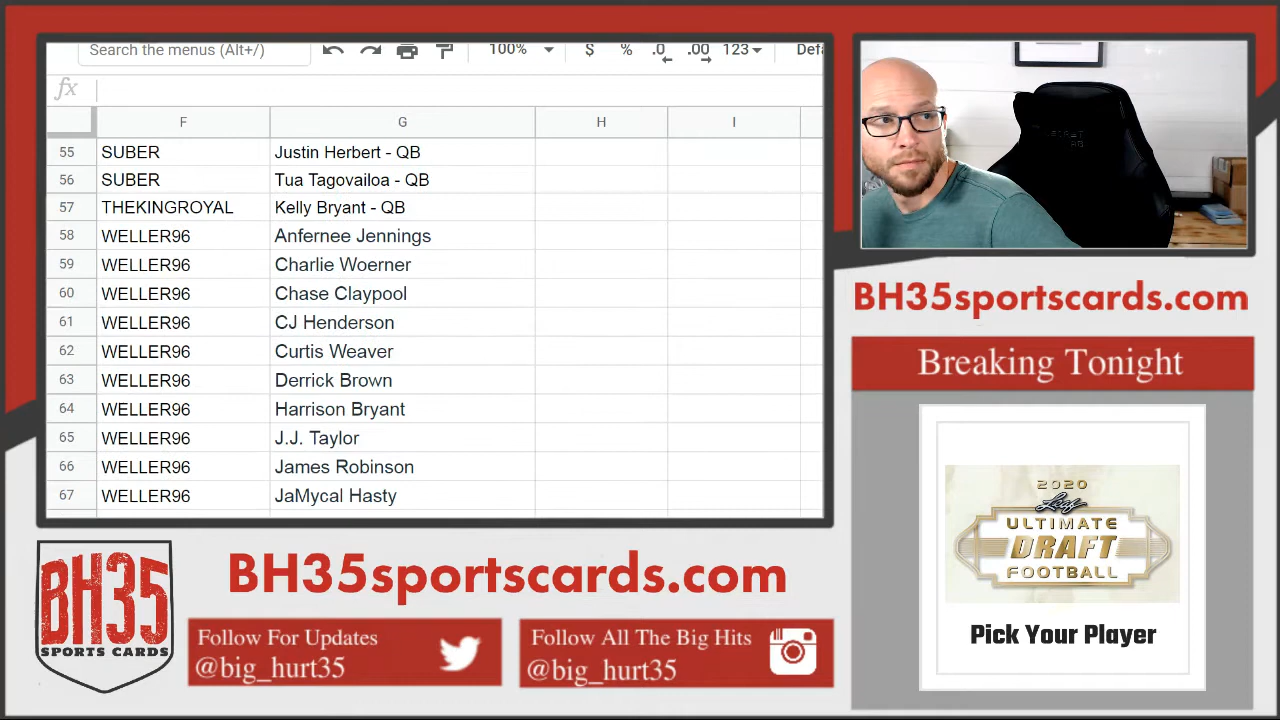 Search the menus (Alt+/)
100% $ % .0 .00 123
fx
F G H I
55 SUBER Justin Herbert - QB
56 SUBER Tua Tagovailoa - QB
57 THEKINGROYAL Kelly Bryant - QB
58 WELLER96 Anfernee Jennings
59 WELLER96 Charlie Woerner
60 WELLER96 Chase Claypool
61 WELLER96 CJ Henderson
62 WELLER96 Curtis Weaver
63 WELLER96 Derrick Brown
64 WELLER96 Harrison Bryant
65 WELLER96 J.J. Taylor
66 WELLER96 James Robinson
67 WELLER96 JaMycal Hasty
BH35sportscards.com
Breaking Tonight
2020
Leaf
ULTIMATE
DRAFT
FOOTBALL
Pick Your Player
BH35
SPORTS CARDS
BH35sportscards.com
Follow For Updates
@big_hurt35
Follow All The Big Hits
@big_hurt35